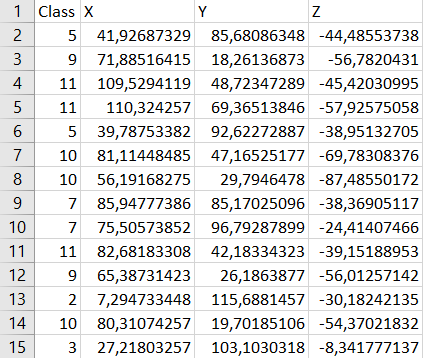 1 Class X Y Z
2 5 41,92687329 85,68086348 -44,48553738
3 9 71,88516415 18,26136873 -56,7820431
4 11 109,5294119 48,72347289 -45,42030995
5 11 110,324257 69,36513846 -57,92575058
6 5 39,78753382 92,62272887 -38,95132705
7 10 81,11448485 47,16525177 -69,78308376
8 10 56,19168275 29,7946478 -87,48550172
9 7 85,94777386 85,17025096 -38,36905117
10 7 75,50573852 96,79287899 -24,41407466
11 11 82,68183308 42,18334323 -39,15188953
12 9 65,38731423 26,1863877 -56,01257142
13 2 7,294733448 115,6881457 -30,18242135
14 10 80,31074257 19,70185106 -54,37021832
15 3 27,21803257 103,1030318 -8,341777137